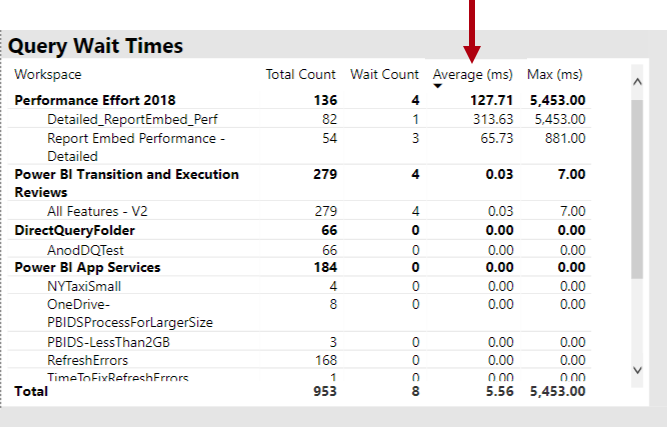 Query Wait Times
Workspace Total Count Wait Count Average (ms) Max (ms)
Performance Effort 2018 136 4 127.71 5,453.00
Detailed_ReportEmbed_Perf 82 1 313.63 5,453.00
Report Embed Performance - 54 3 65.73 881.00
Detailed
Power BI Transition and Execution 279 4 0.03 7.00
Reviews
All Features - V2 279 4 0.03 7.00
DirectQueryFolder 66 0 0.00 0.00
AnodDQTest 66 0 0.00 0.00
Power BI App Services 184 0 0.00 0.00
NYTaxiSmall 4 0 0.00 0.00
OneDrive- 8 0 0.00 0.00
PBIDSProcessForLargerSize
PBIDS-LessThan2GB 3 0 0.00 0.00
RefreshErrors 168 0 0.00 0.00
TimeToFixRefreshErrors 1 0 0.00 0.00
Total 953 8 5.56 5,453.00